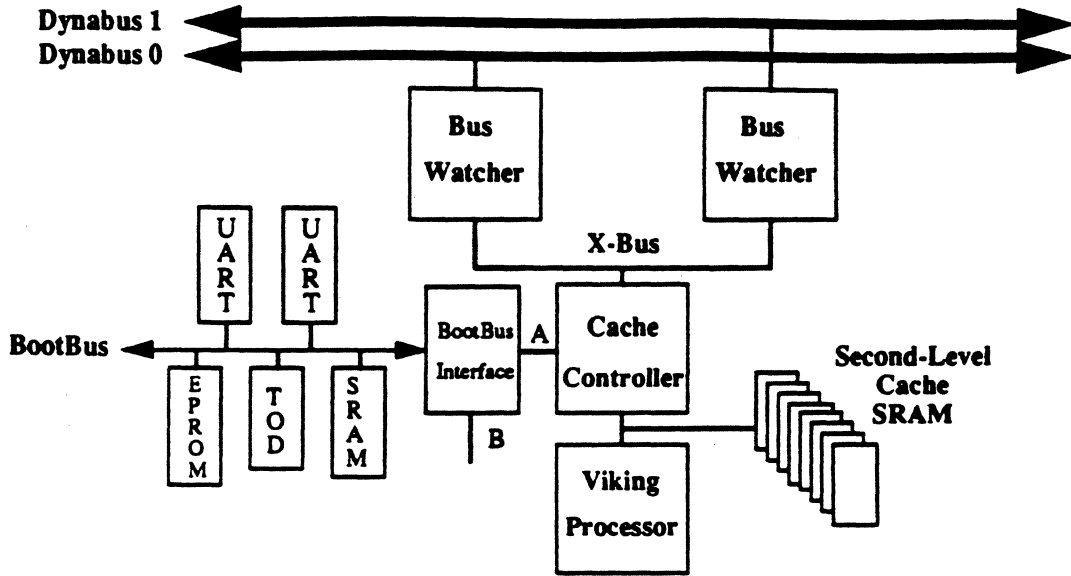 Dynabus 1
Dynabus 0
Bus
Watcher
Bus
Watcher
X-Bus
UART
UART
BootBus
BootBus
Interface
A
Cache
Controller
Second-Level
Cache
SRAM
EPROM
TOD
SRAM
B
Viking
Processor